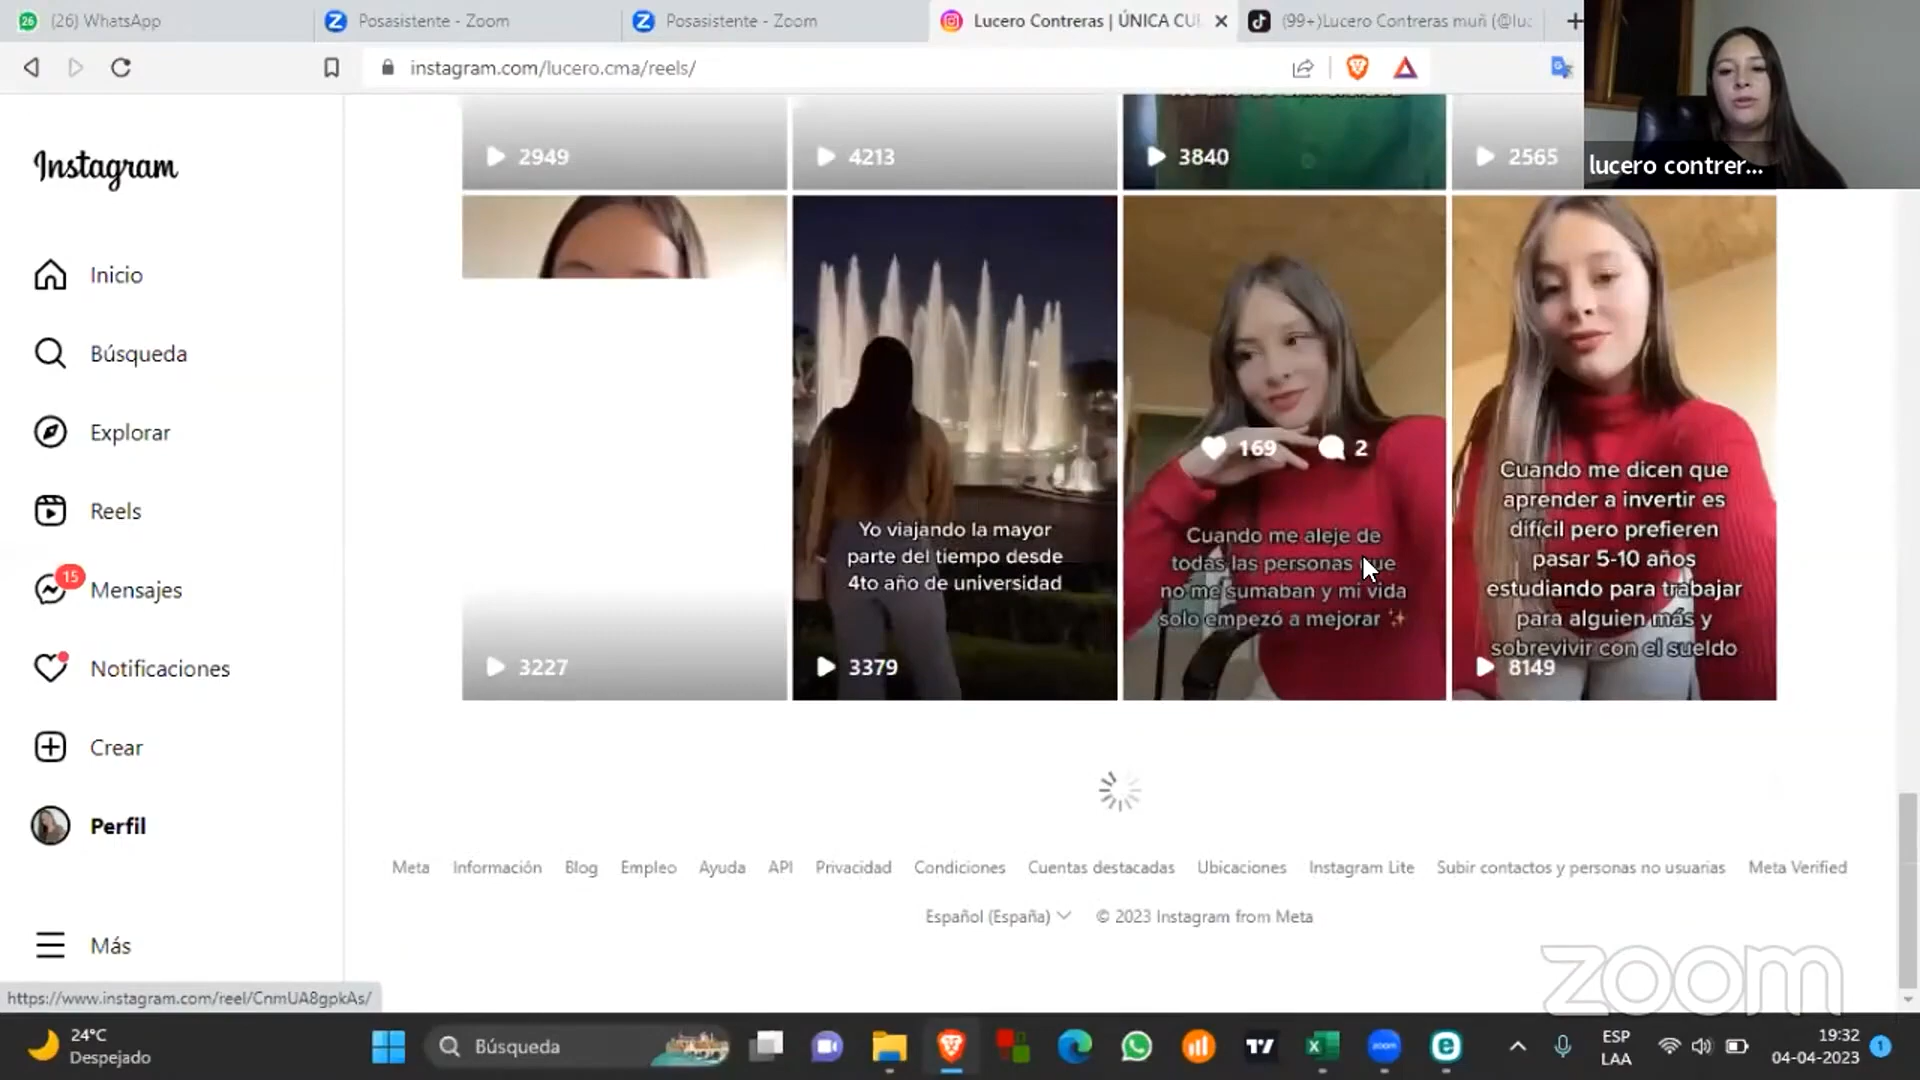 26
(26) WhatsApp
Posasistente - Zoom
Posasistente - Zoom
Lucero Contreras | ÚNICA CU
(99+)Lucero Contreras muñ (@luc
instagram.com/lucero.cma/reels/
lucero contrer...
Instagram
Inicio
Búsqueda
Explorar
Reels
15
Mensajes
Notificaciones
Crear
Perfil
Más
2949
4213
3840
2565
3227
Yo viajando la mayor
parte del tiempo desde
4to año de universidad
3379
169 2
Cuando me aleje de
todas las personas que
no me sumaban y mi vida
solo empezó a mejorar ✨
Cuando me dicen que
aprender a invertir es
difícil pero prefieren
pasar 5-10 años
estudiando para trabajar
para alguien más y
sobrevivir con el sueldo
8149
Meta Información Blog Empleo Ayuda API Privacidad Condiciones Cuentas destacadas Ubicaciones Instagram Lite Subir contactos y personas no usuarias Meta Verified
Español (España) © 2023 Instagram from Meta
zoom
https://www.instagram.com/reel/CnmUA8gpkAs/
24°C
Despejado
Búsqueda
zoom
ESP
LAA
19:32
04-04-2023
1